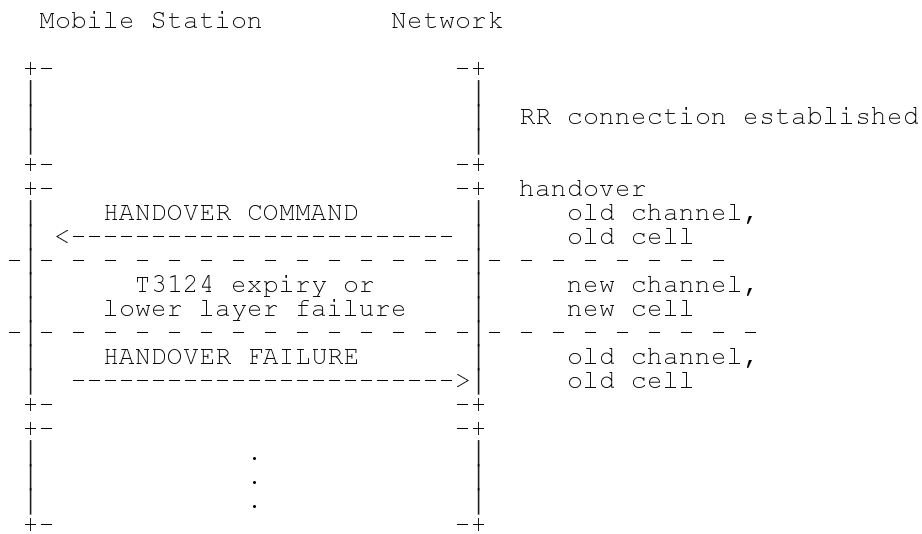 Mobile Station Network
RR connection established
handover
HANDOVER COMMAND old channel,
old cell
T3124 expiry or new channel,
lower layer failure new cell
HANDOVER FAILURE old channel,
old cell
.
.
.